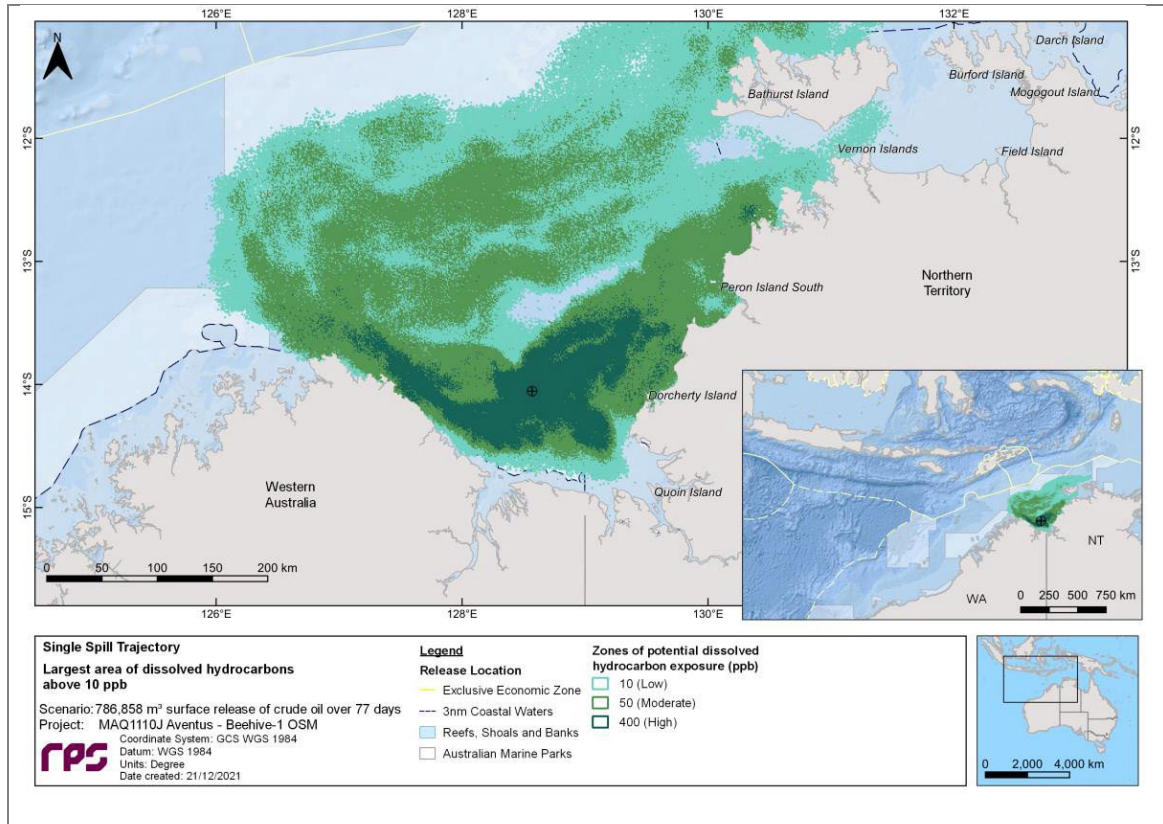 126°E
128°E
130°E
132°E
N
Darch Island
Burford Island
Mogogout Island
Bathurst Island
12°S
12°S
Vernon Islands
Field Island
13°S
13°S
Northern
Territory
Peron Island South
14°S
Dorcherty Island
Western
Australia
Quoin Island
15°S
NT
WA
0 50 100 150 200 km
0 250 500 750 km
126°E
128°E
130°E
Single Spill Trajectory
Largest area of dissolved hydrocarbons
above 10 ppb
Scenario: 786,858 m³ surface release of crude oil over 77 days
Project: MAQ1110J Aventus - Beehive-1 OSM
rps
Coordinate System: GCS WGS 1984
Datum: WGS 1984
Units: Degree
Date created: 21/12/2021
Legend
Release Location
Exclusive Economic Zone
3nm Coastal Waters
Reefs, Shoals and Banks
Australian Marine Parks
Zones of potential dissolved
hydrocarbon exposure (ppb)
10 (Low)
50 (Moderate)
400 (High)
0 2,000 4,000 km